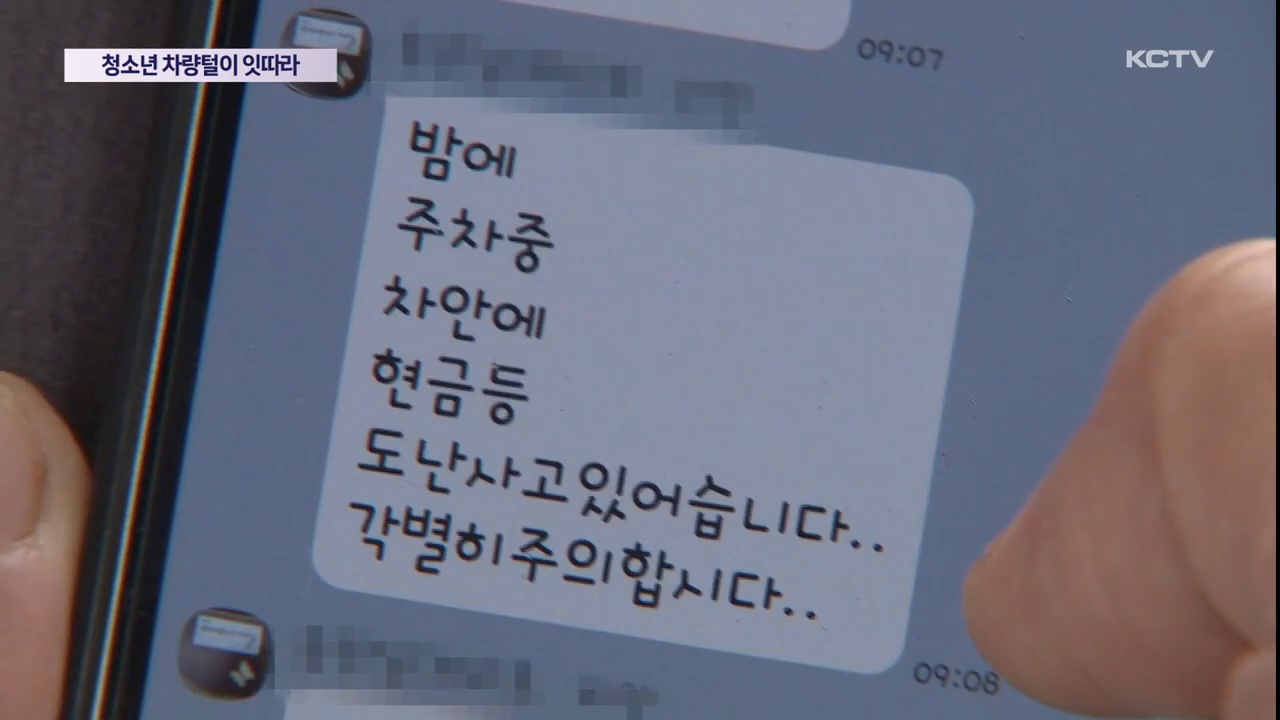 청소년 차량털이 잇따라
KCTV
09:07
밤에
주차중
차안에
현금등
도난사고있어습니다..
각별히주의합시다..
09:08